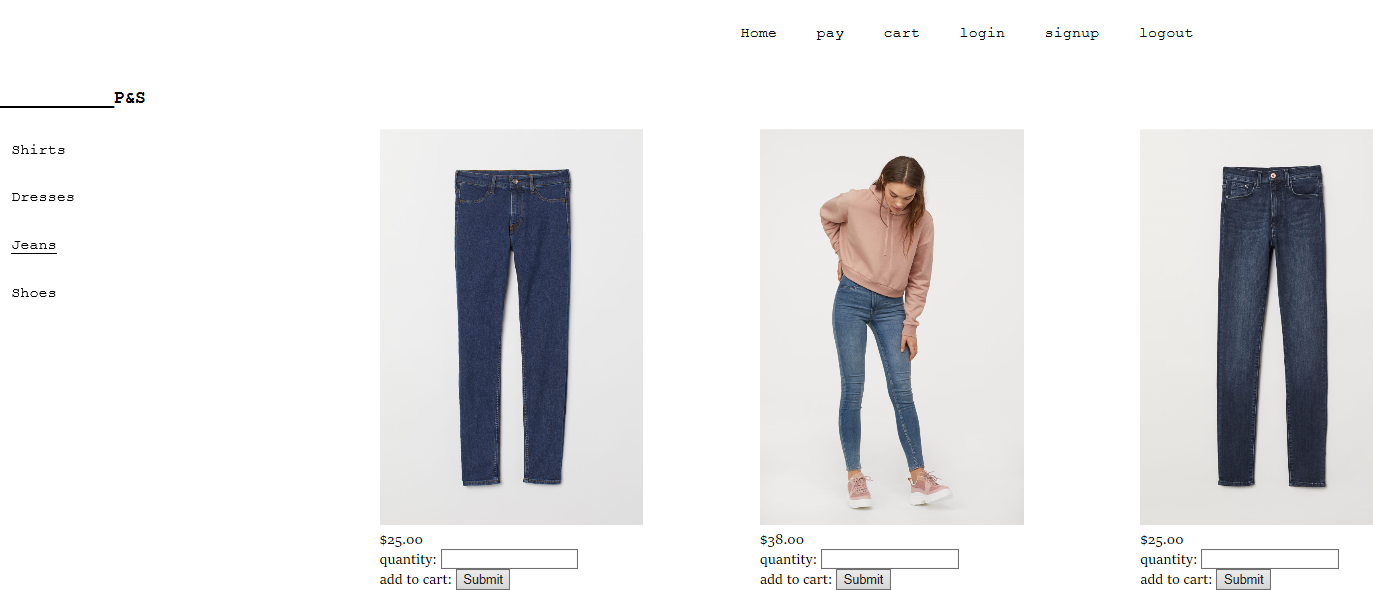 Home pay cart login signup logout
P&S
Shirts
Dresses
Jeans
Shoes
$25.00
quantity:
add to cart: Submit
$38.00
quantity:
add to cart: Submit
$25.00
quantity:
add to cart: Submit